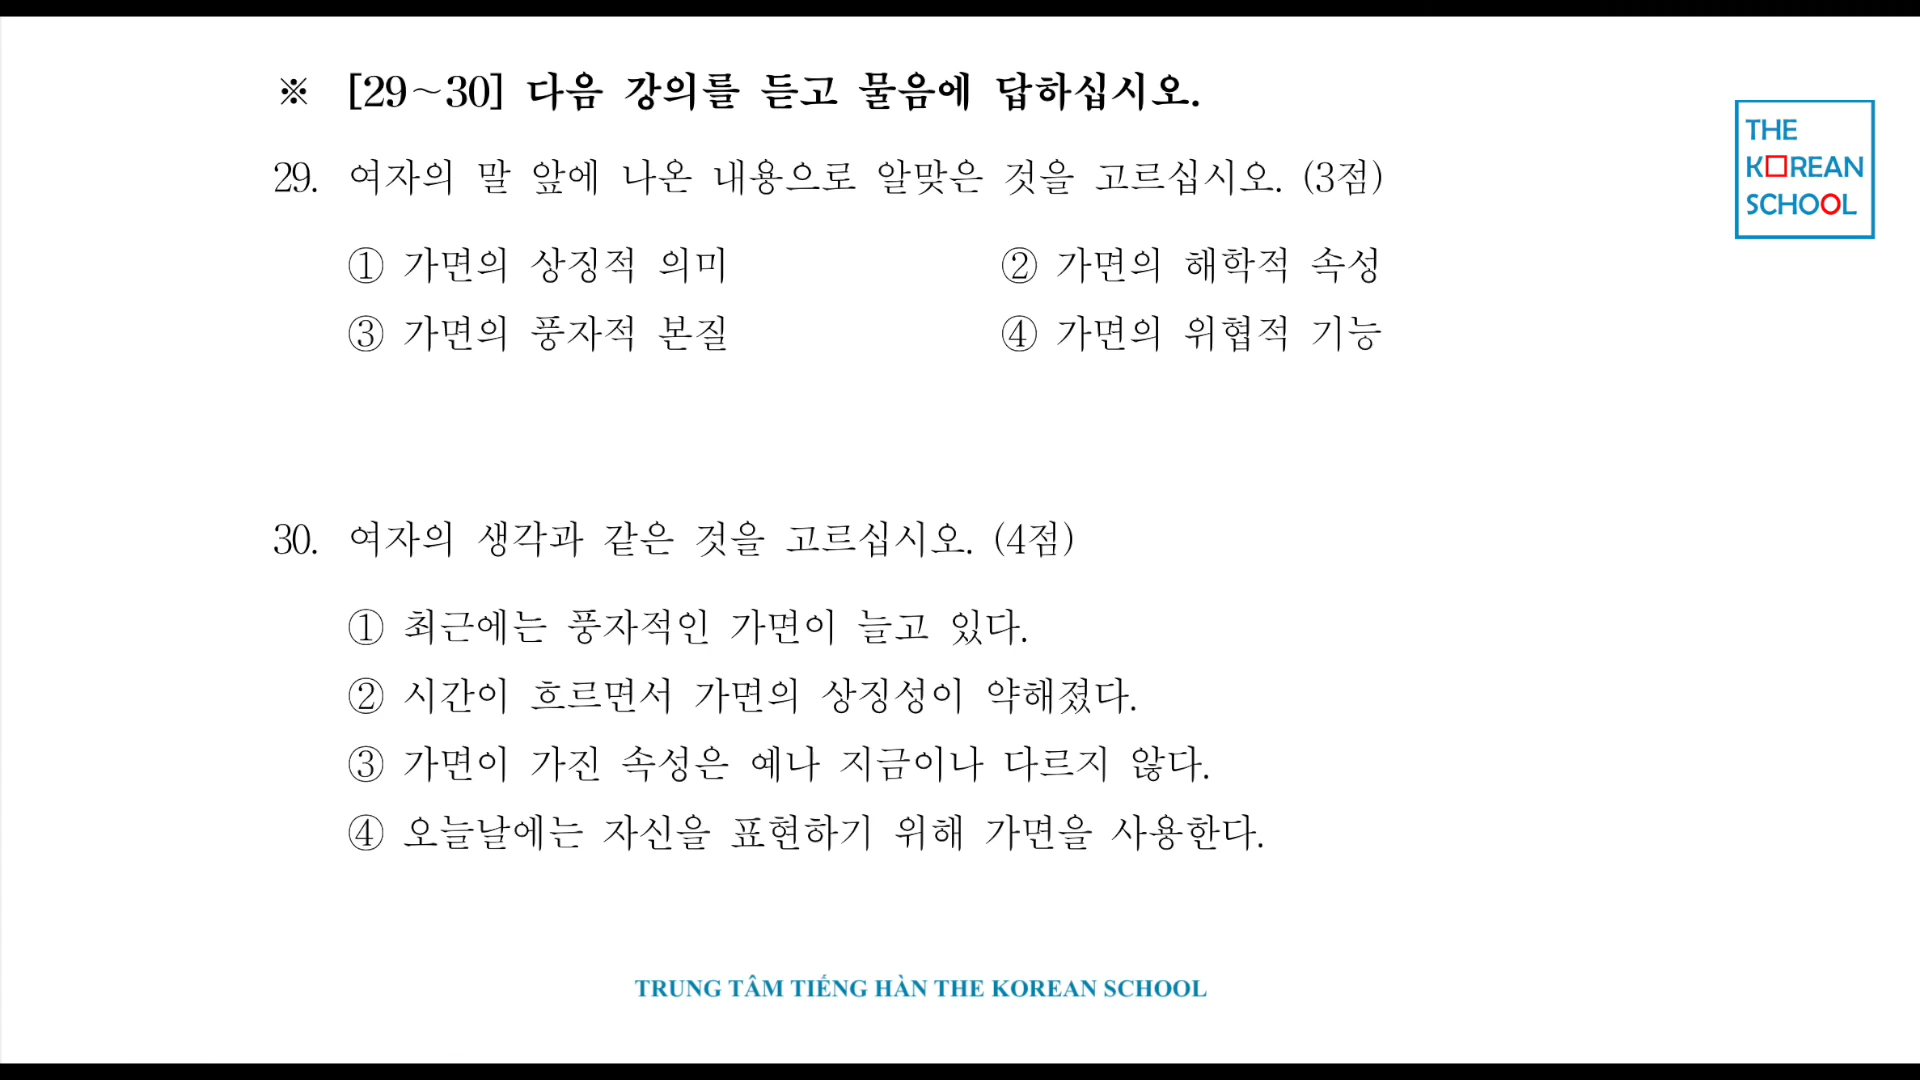 ※ [29～30] 다음 강의를 듣고 물음에 답하십시오.
THE
KOREAN
SCHOOL
29. 여자의 말 앞에 나온 내용으로 알맞은 것을 고르십시오. (3점)
① 가면의 상징적 의미 ② 가면의 해학적 속성
③ 가면의 풍자적 본질 ④ 가면의 위협적 기능
30. 여자의 생각과 같은 것을 고르십시오. (4점)
① 최근에는 풍자적인 가면이 늘고 있다.
② 시간이 흐르면서 가면의 상징성이 약해졌다.
③ 가면이 가진 속성은 예나 지금이나 다르지 않다.
④ 오늘날에는 자신을 표현하기 위해 가면을 사용한다.
TRUNG TÂM TIẾNG HÀN THE KOREAN SCHOOL